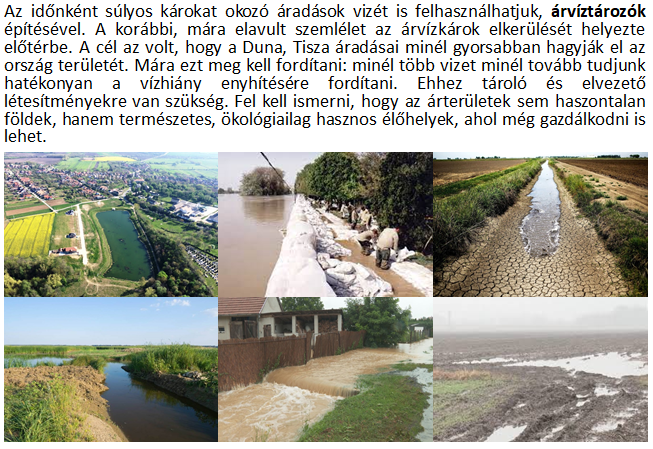 Az időnként súlyos károkat okozó áradások vizét is felhasználhatjuk, árvíztározók
építésével. A korábbi, mára elavult szemlélet az árvízkárok elkerülését helyezte
előtérbe. A cél az volt, hogy a Duna, Tisza áradásai minél gyorsabban hagyják el az
ország területét. Mára ezt meg kell fordítani: minél több vizet minél tovább tudjunk
hatékonyan a vízhiány enyhítésére fordítani. Ehhez tároló és elvezető
létesítményekre van szükség. Fel kell ismerni, hogy az árterületek sem haszontalan
földek, hanem természetes, ökológiailag hasznos élőhelyek, ahol még gazdálkodni is
lehet.